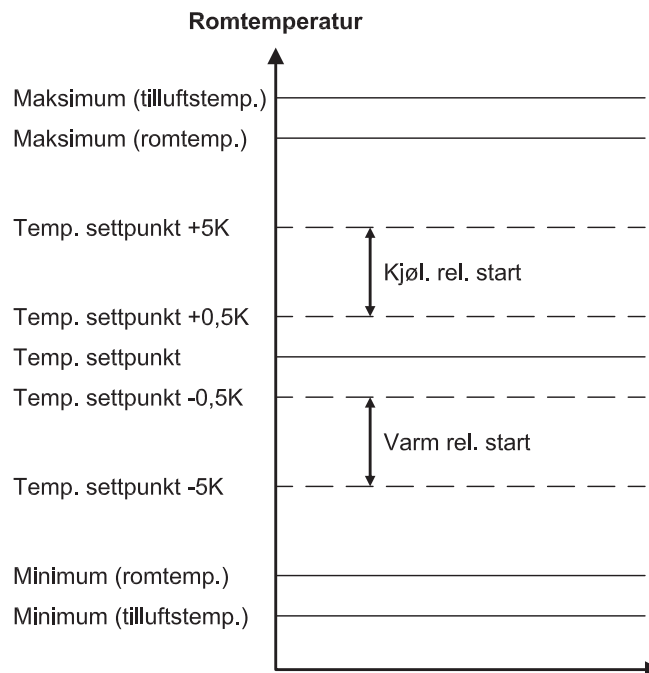 Romtemperatur
Maksimum (tilluftstemp.)
Maksimum (romtemp.)
Temp. settpunkt +5K
Kjøl. rel. start
Temp. settpunkt +0,5K
Temp. settpunkt
Temp. settpunkt -0,5K
Varm rel. start
Temp. settpunkt -5K
Minimum (romtemp.)
Minimum (tilluftstemp.)